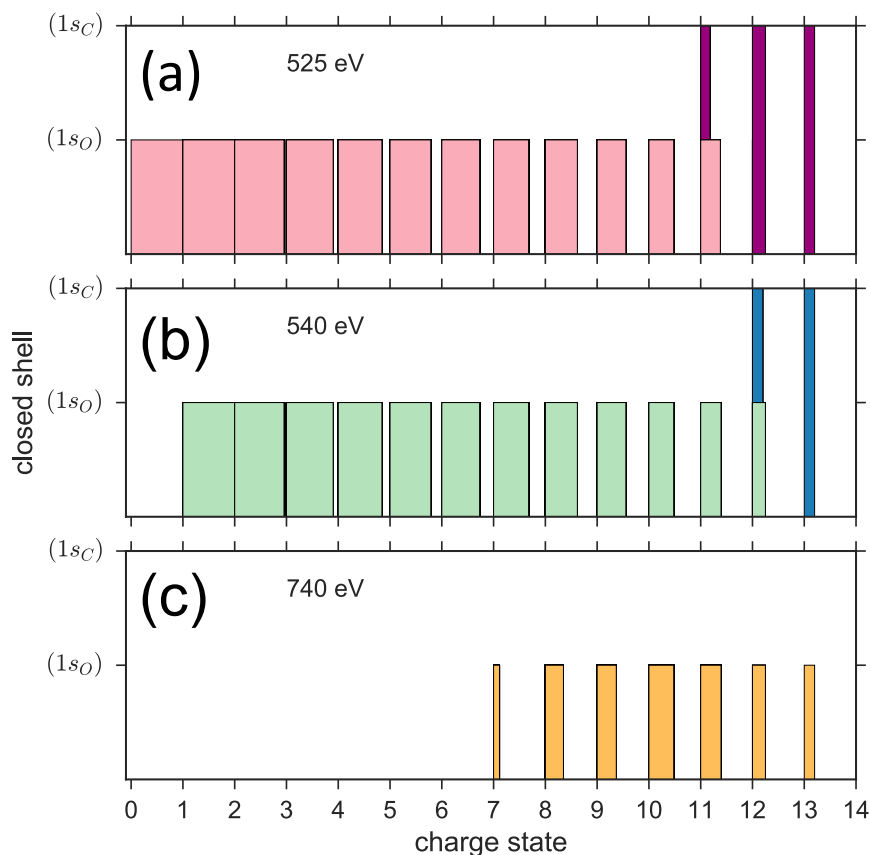 (1s_C)
(a)
525 eV
(1s_O)
(1s_C)
(b)
540 eV
(1s_O)
closed shell
(1s_C)
(c)
740 eV
(1s_O)
0 1 2 3 4 5 6 7 8 9 10 11 12 13 14
charge state